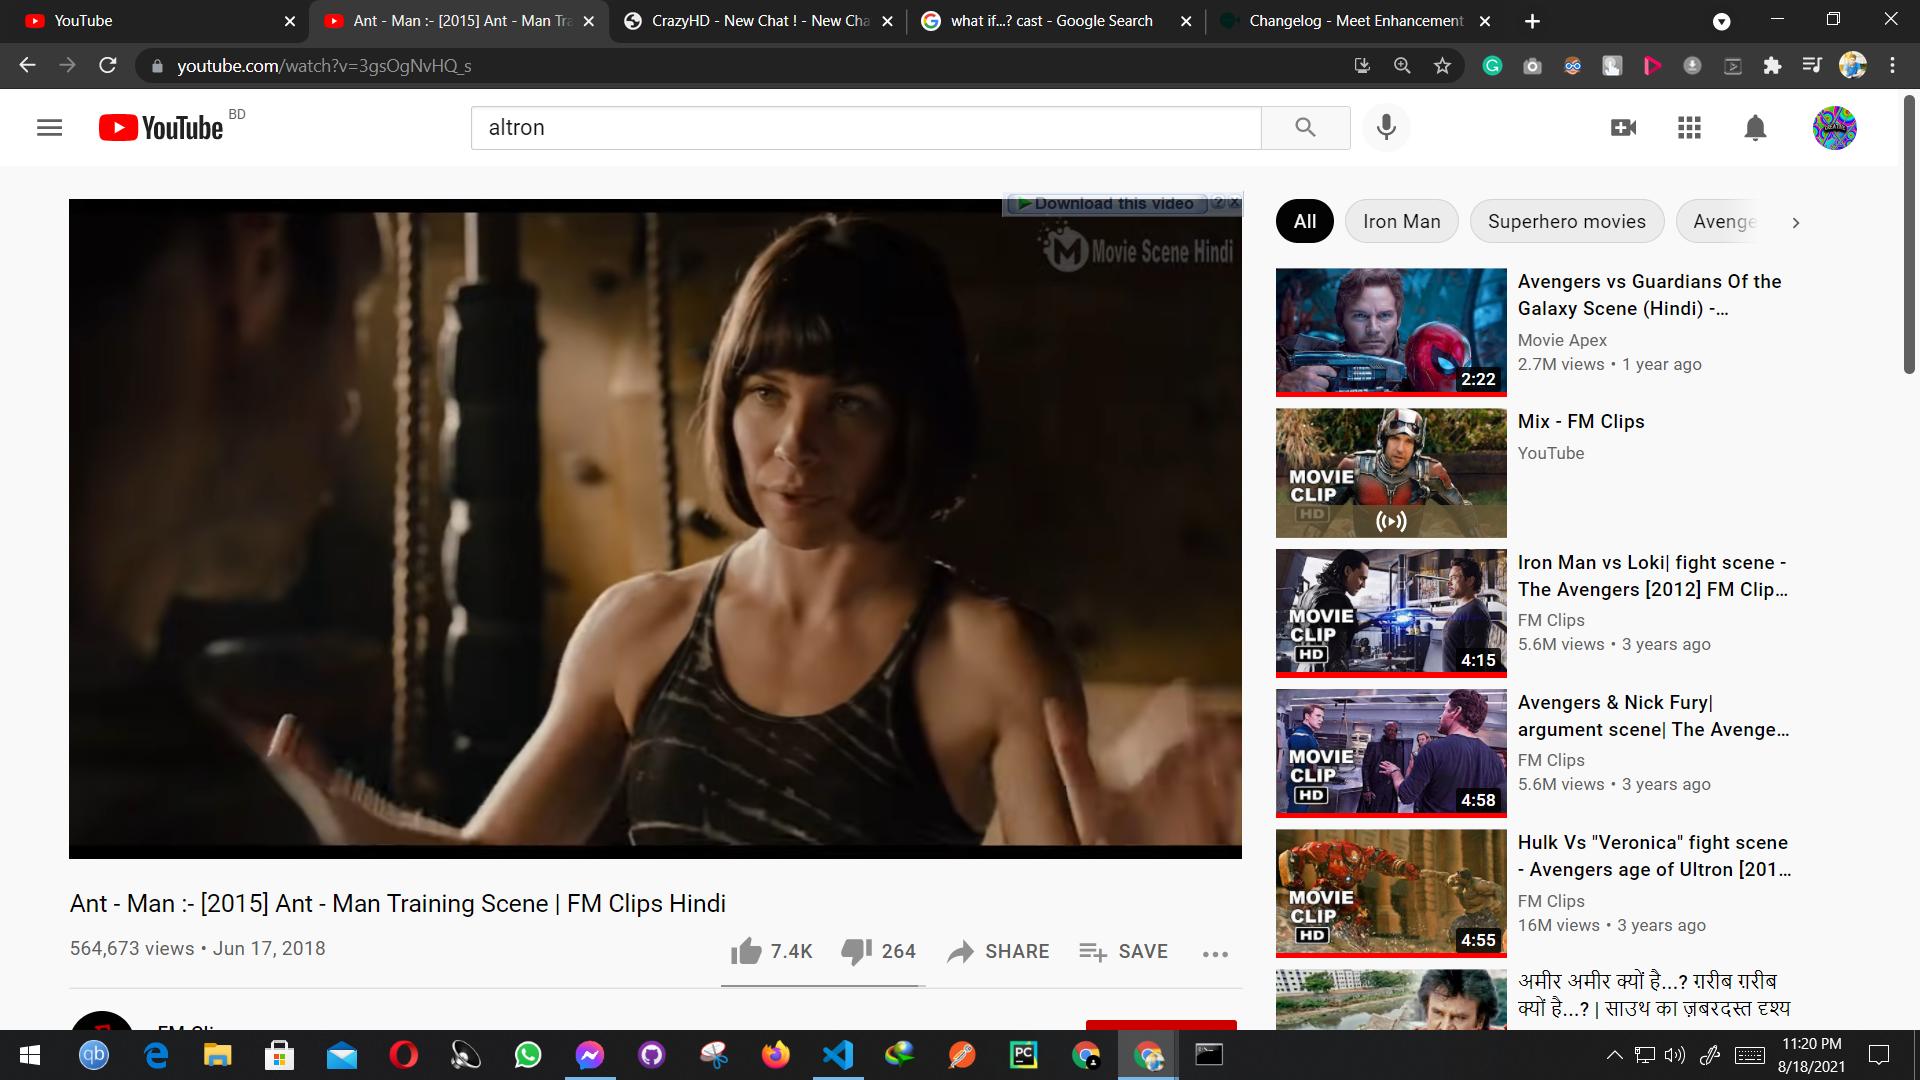 YouTube
Ant - Man :- [2015] Ant - Man Tra
CrazyHD - New Chat ! - New Cha
what if...? cast - Google Search
Changelog - Meet Enhancement
youtube.com/watch?v=3gsOgNvHQ_s
YouTube BD
altron
Download this video ? x
M Movie Scene Hindi
All
Iron Man
Superhero movies
Avenge
Avengers vs Guardians Of the
Galaxy Scene (Hindi) -...
Movie Apex
2.7M views • 1 year ago
2:22
Mix - FM Clips
YouTube
MOVIE
CLIP
HD
Iron Man vs Loki| fight scene -
The Avengers [2012] FM Clip...
FM Clips
5.6M views • 3 years ago
MOVIE
CLIP
HD
4:15
Avengers & Nick Fury|
argument scene| The Avenge...
FM Clips
5.6M views • 3 years ago
MOVIE
CLIP
HD
4:58
Hulk Vs "Veronica" fight scene
- Avengers age of Ultron [201...
FM Clips
16M views • 3 years ago
MOVIE
CLIP
HD
4:55
अमीर अमीर क्यों है...? ग़रीब ग़रीब
क्यों है...? | साउथ का ज़बरदस्त दृश्य
Ant - Man :- [2015] Ant - Man Training Scene | FM Clips Hindi
564,673 views • Jun 17, 2018
7.4K
264
SHARE
SAVE
qb
PC
11:20 PM
8/18/2021